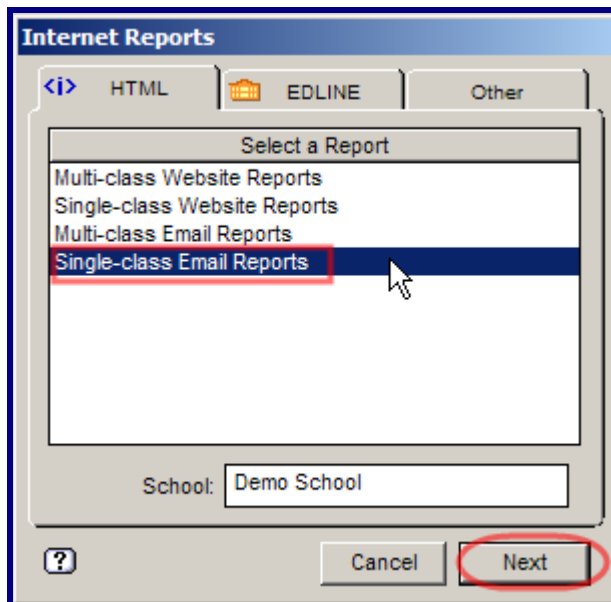 Internet Reports
<i> HTML EDLINE Other
Select a Report
Multi-class Website Reports
Single-class Website Reports
Multi-class Email Reports
Single-class Email Reports
School: Demo School
? Cancel Next